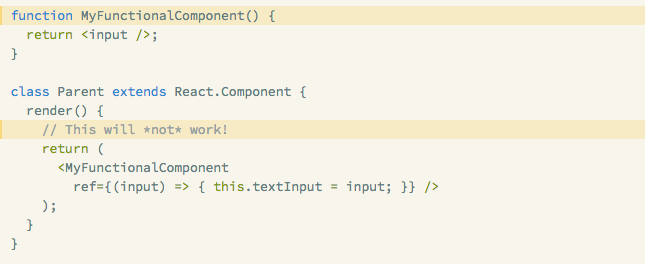 function MyFunctionalComponent() {
  return <input />;
}

class Parent extends React.Component {
  render() {
    // This will *not* work!
    return (
      <MyFunctionalComponent
        ref={(input) => { this.textInput = input; }} />
    );
  }
}